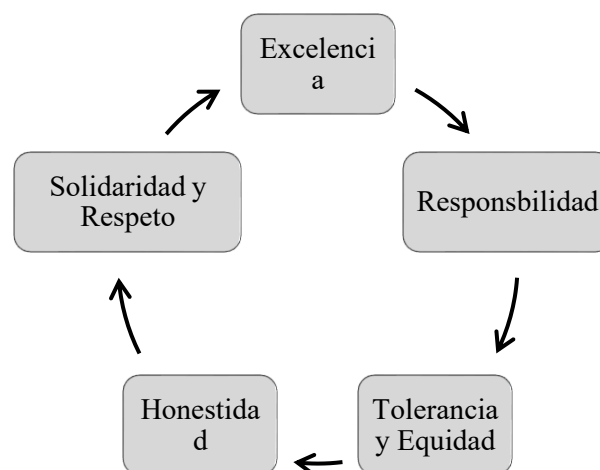 Excelenci
a
Responsbilidad
Tolerancia
y Equidad
Honestida
d
Solidaridad y
Respeto